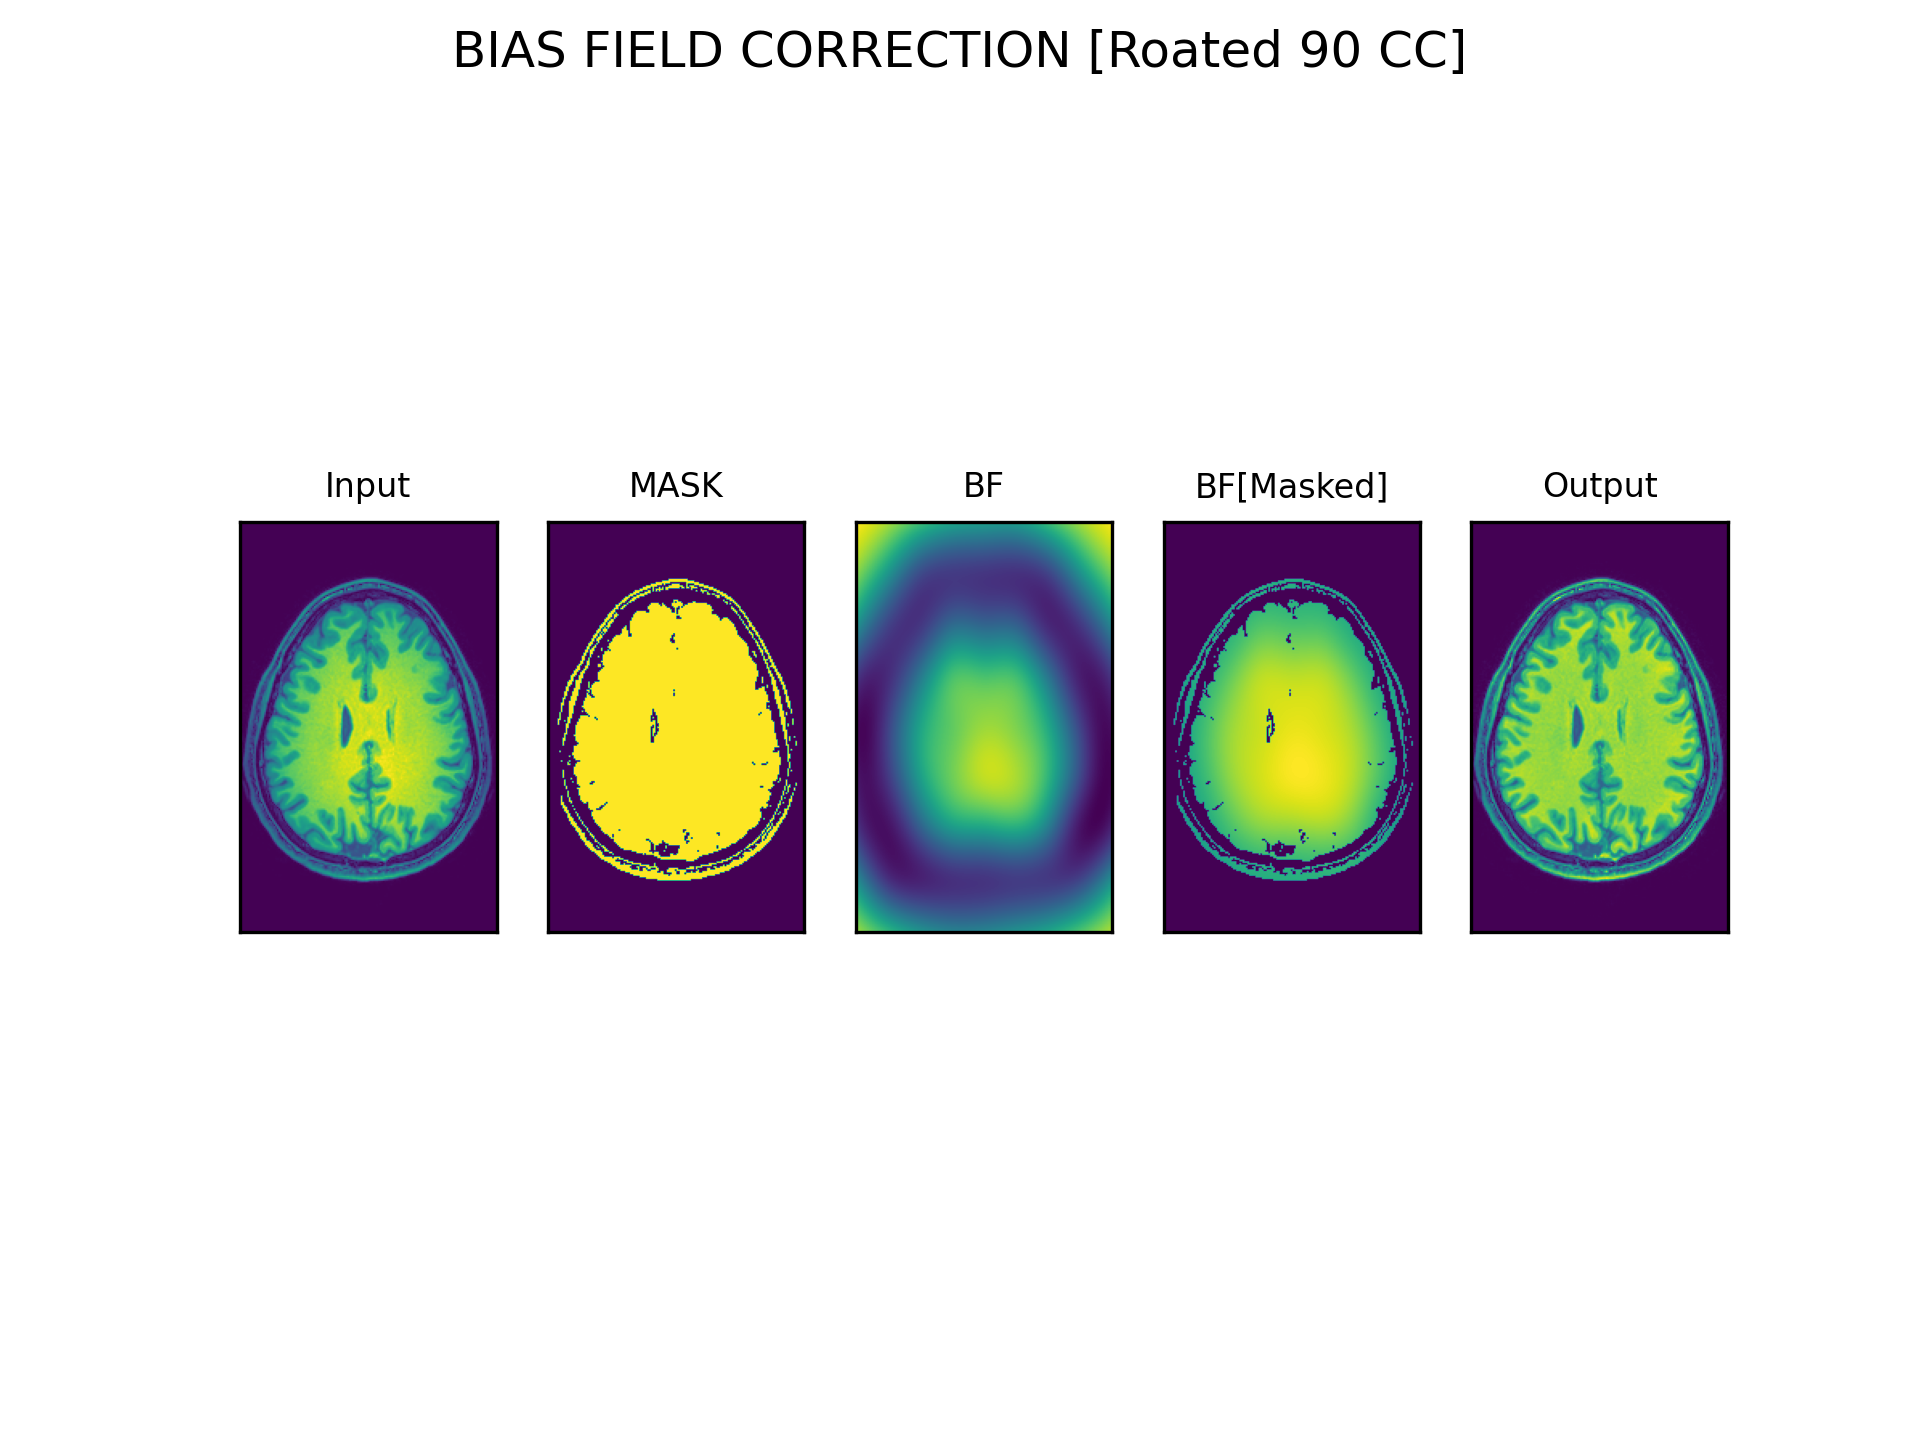 BIAS FIELD CORRECTION [Roated 90 CC]
Input
MASK
BF
BF[Masked]
Output